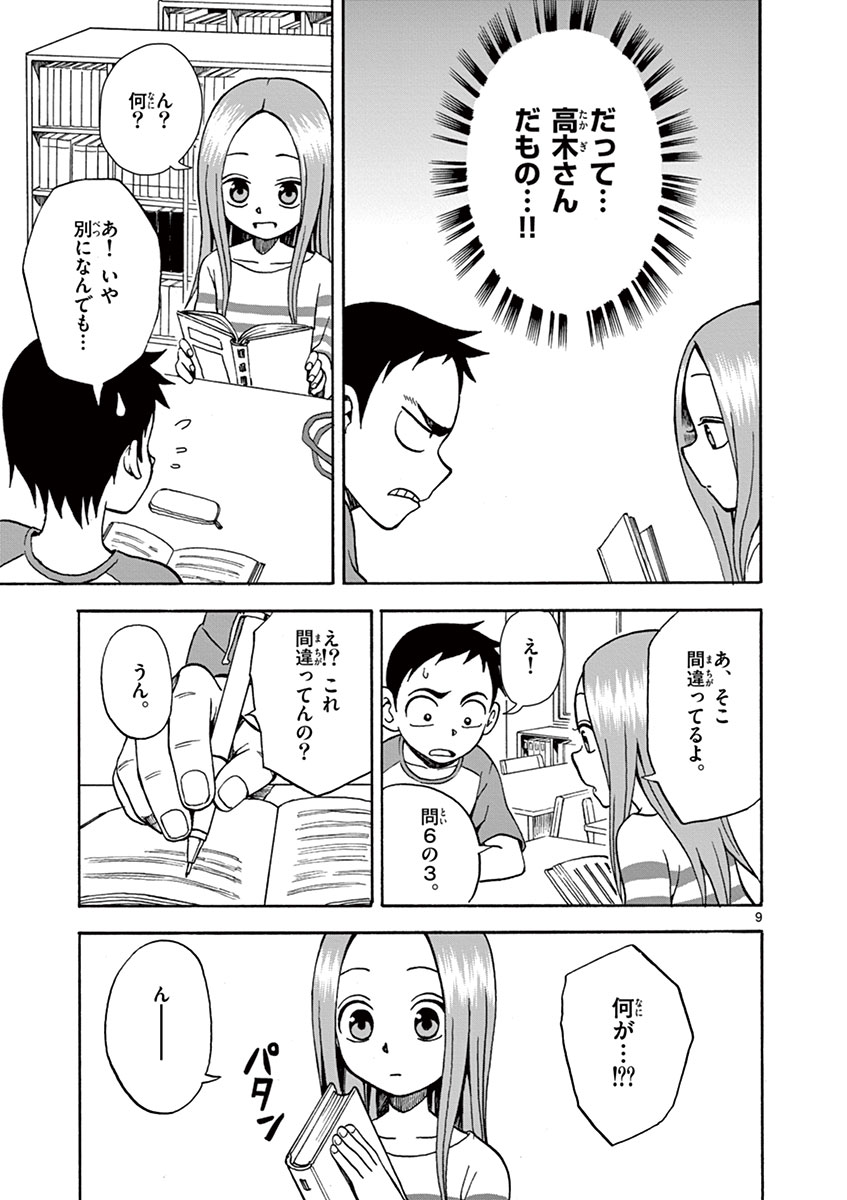 だって…
高木さん
だもの…!!
ん?
何?
あ！いや
別になんでも…
あ、そこ
間違ってるよ。
え！
問6の3。
え!? これ
間違ってんの?
うん。
9
何が…!??
パタン
んー